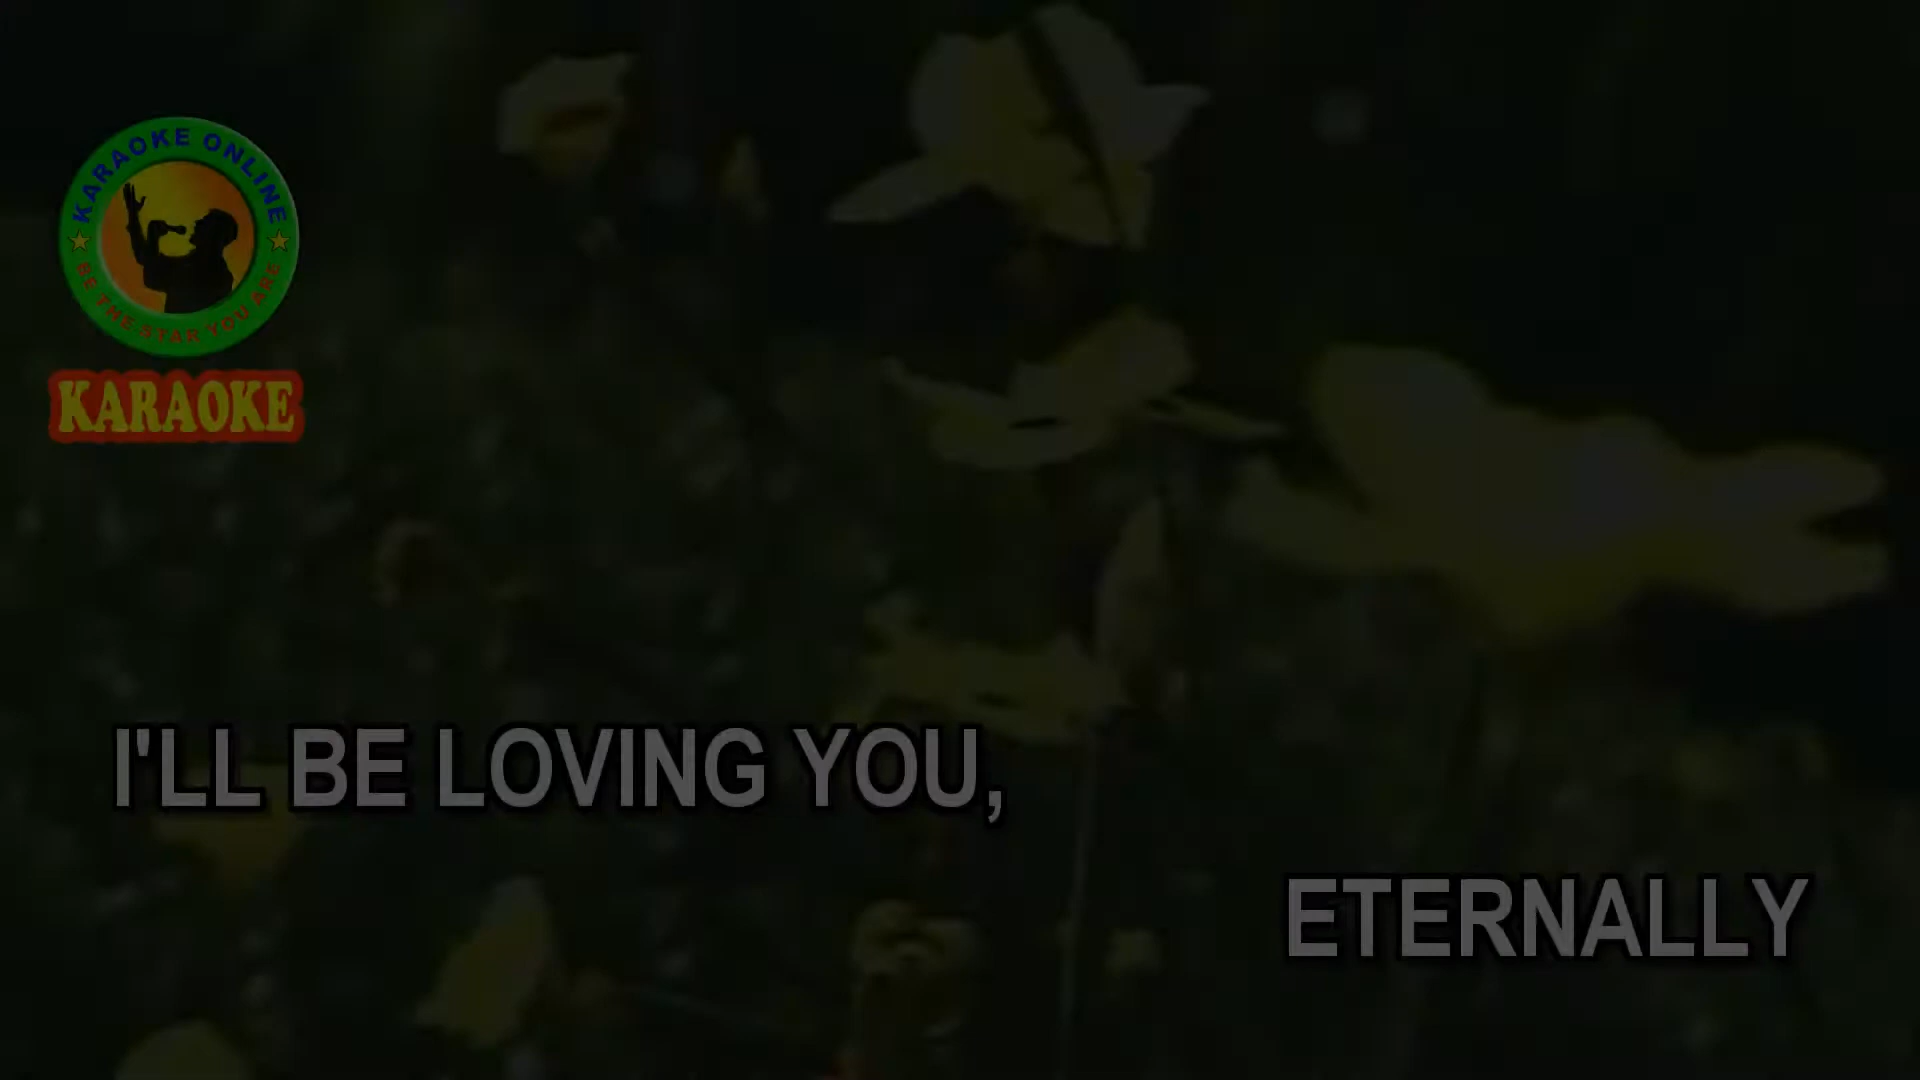 KARAOKE ONLINE
BE THE STAR YOU ARE
KARAOKE
I'LL BE LOVING YOU,
ETERNALLY